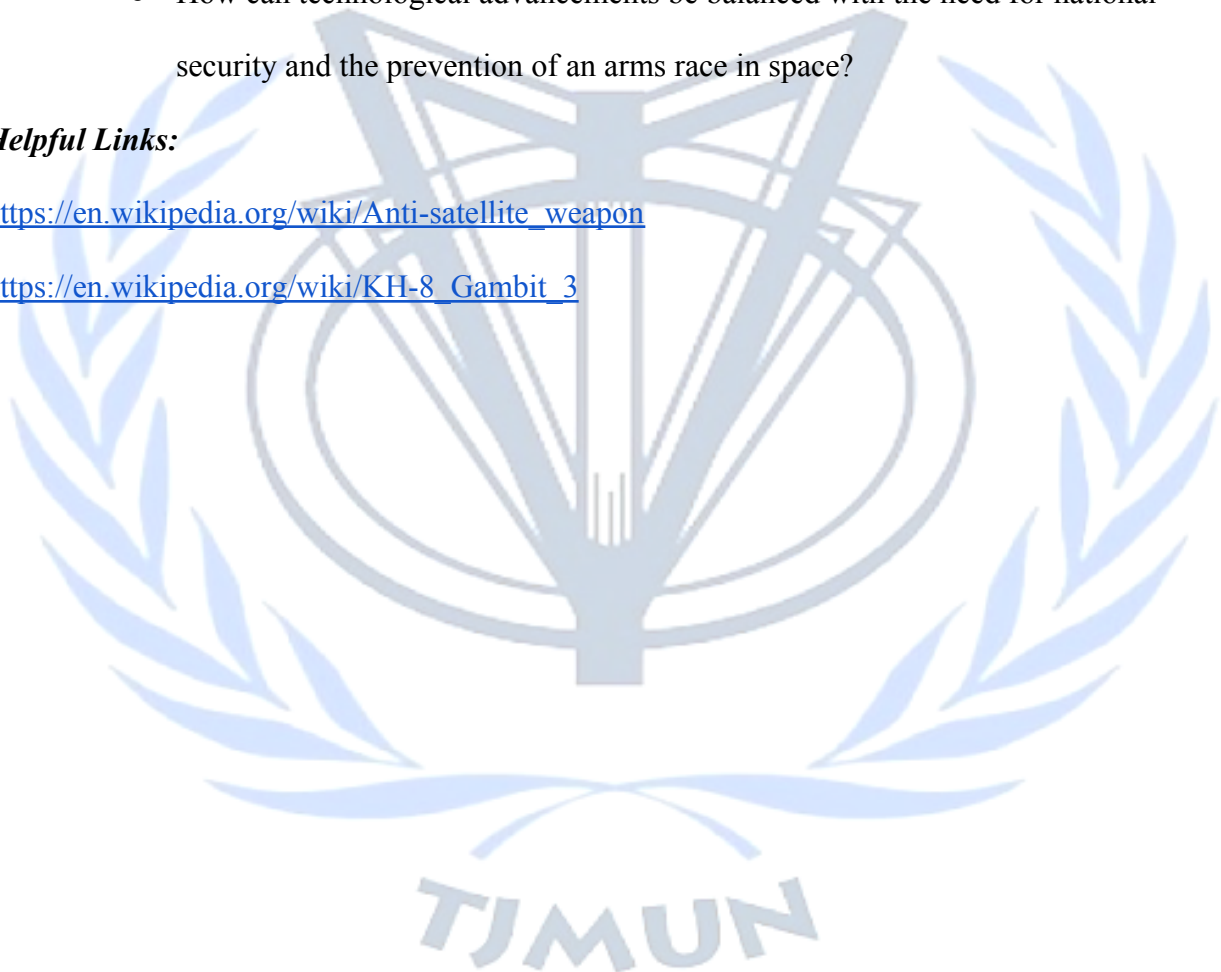 ● How can technological advancements be balanced with the need for national
security and the prevention of an arms race in space?
Helpful Links:
ttps://en.wikipedia.org/wiki/Anti-satellite_weapon
ttps://en.wikipedia.org/wiki/KH-8_Gambit_3
TJMUN